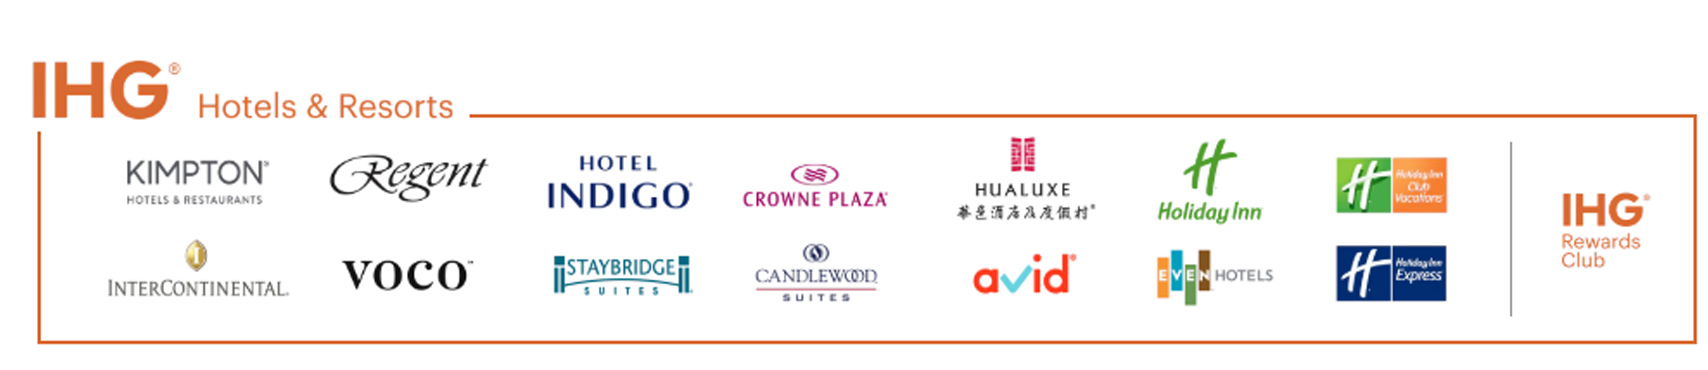 IHG® Hotels & Resorts
KIMPTON®
HOTELS & RESTAURANTS
Regent
HOTEL
INDIGO®
CROWNE PLAZA®
HUALUXE
華邑酒店及度假村®
Holiday Inn
Holiday Inn
Club
Vacations®
INTERCONTINENTAL®
VOCO™
STAYBRIDGE
SUITES®
CANDLEWOOD
SUITES
avid®
EVEN HOTELS
Holiday Inn
Express
IHG®
Rewards
Club